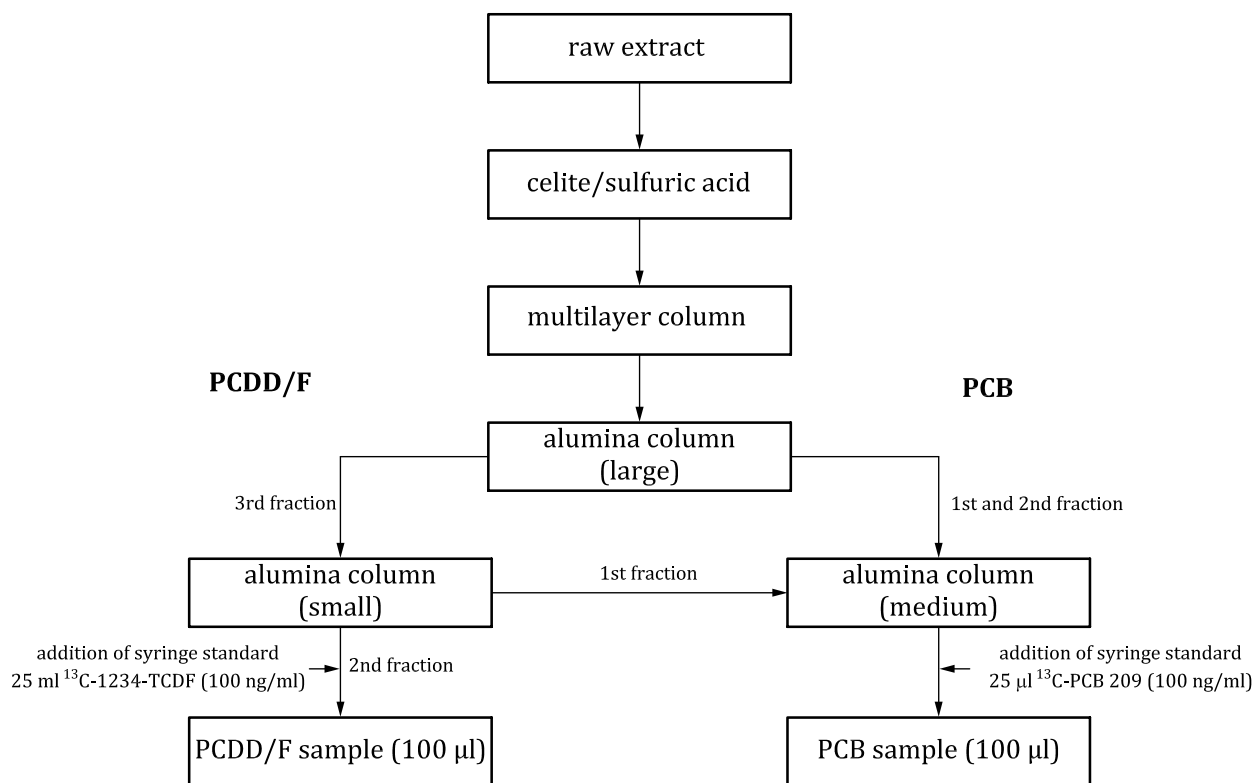 raw extract
celite/sulfuric acid
multilayer column
PCDD/F
PCB
alumina column
(large)
3rd fraction
1st and 2nd fraction
alumina column
(small)
1st fraction
alumina column
(medium)
addition of syringe standard
25 ml ¹³C-1234-TCDF (100 ng/ml)
2nd fraction
addition of syringe standard
25 µl ¹³C-PCB 209 (100 ng/ml)
PCDD/F sample (100 µl)
PCB sample (100 µl)